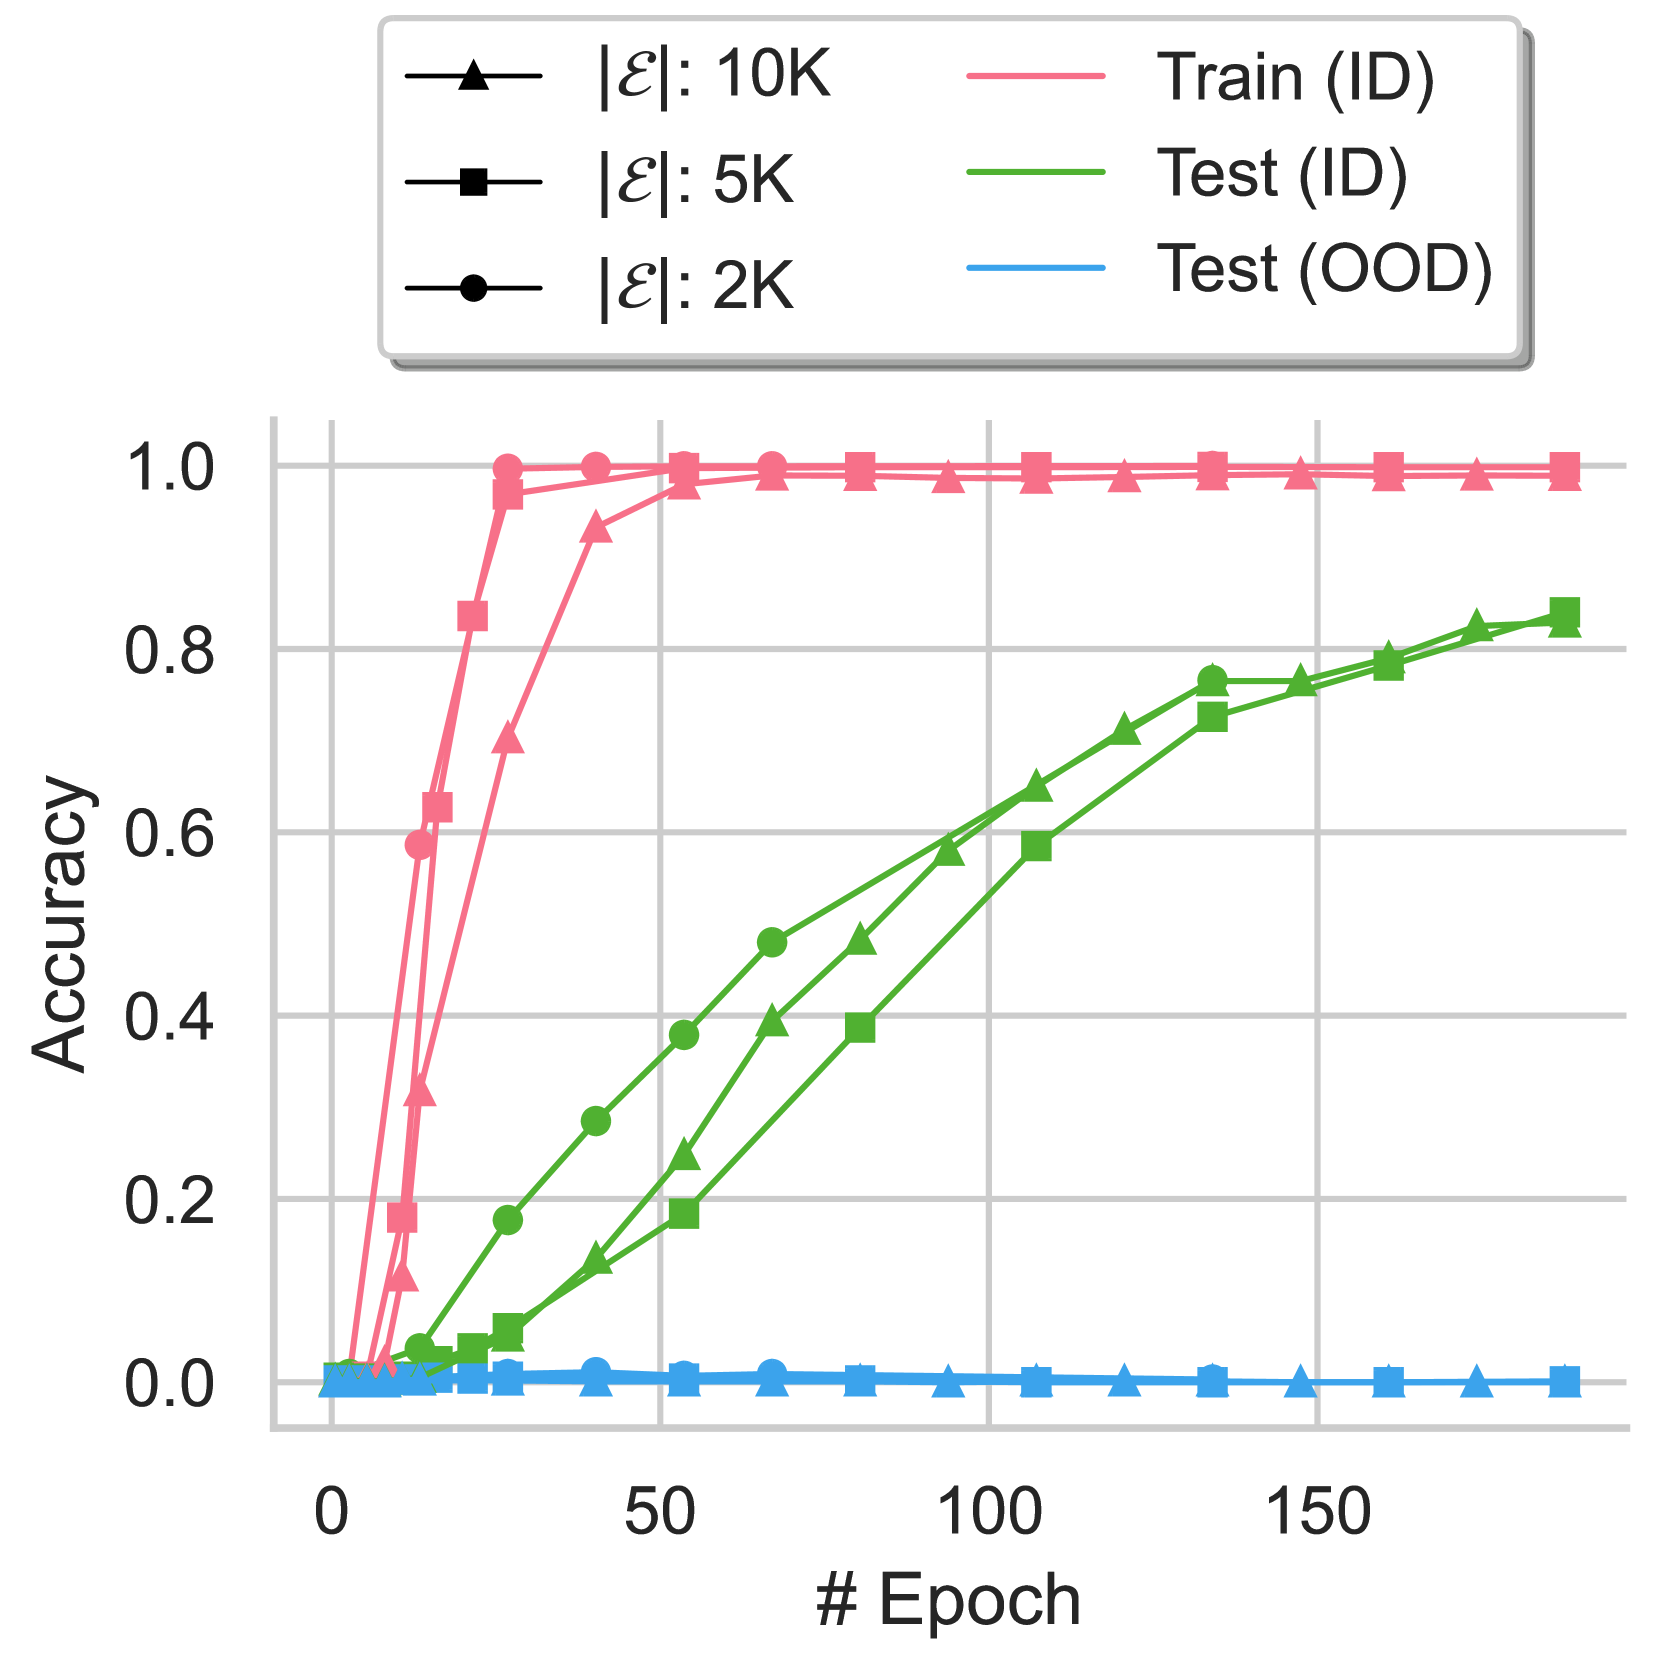 |ℰ|: 10K
|ℰ|: 5K
|ℰ|: 2K
Train (ID)
Test (ID)
Test (OOD)
1.0
0.8
0.6
0.4
0.2
0.0
Accuracy
0 50 100 150
# Epoch